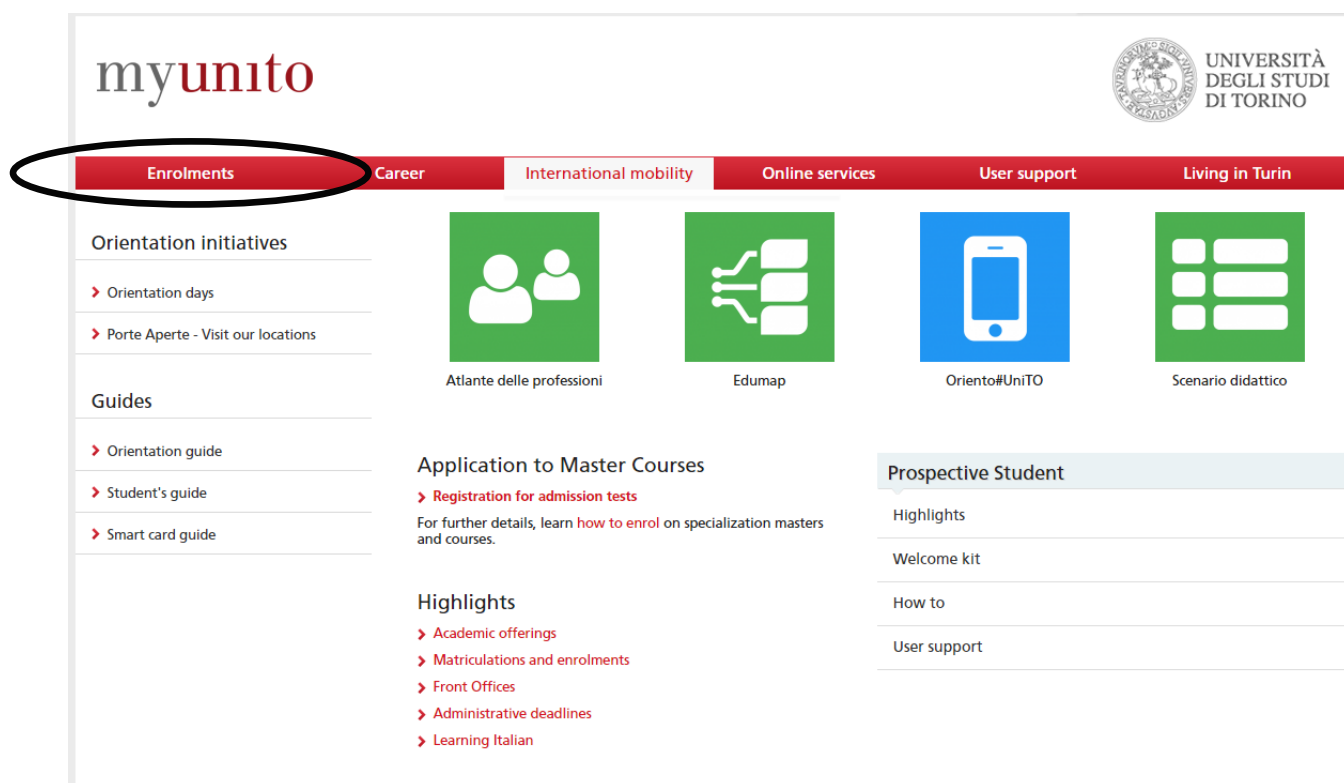 myunito
UNIVERSITÀ
DEGLI STUDI
DI TORINO
Enrolments Career International mobility Online services User support Living in Turin
Orientation initiatives
Orientation days
Porte Aperte - Visit our locations
Guides
Orientation guide
Student's guide
Smart card guide
Atlante delle professioni Edumap Oriento#UniTO Scenario didattico
Application to Master Courses
Registration for admission tests
For further details, learn how to enrol on specialization masters
and courses.
Highlights
Academic offerings
Matriculations and enrolments
Front Offices
Administrative deadlines
Learning Italian
Prospective Student
Highlights
Welcome kit
How to
User support